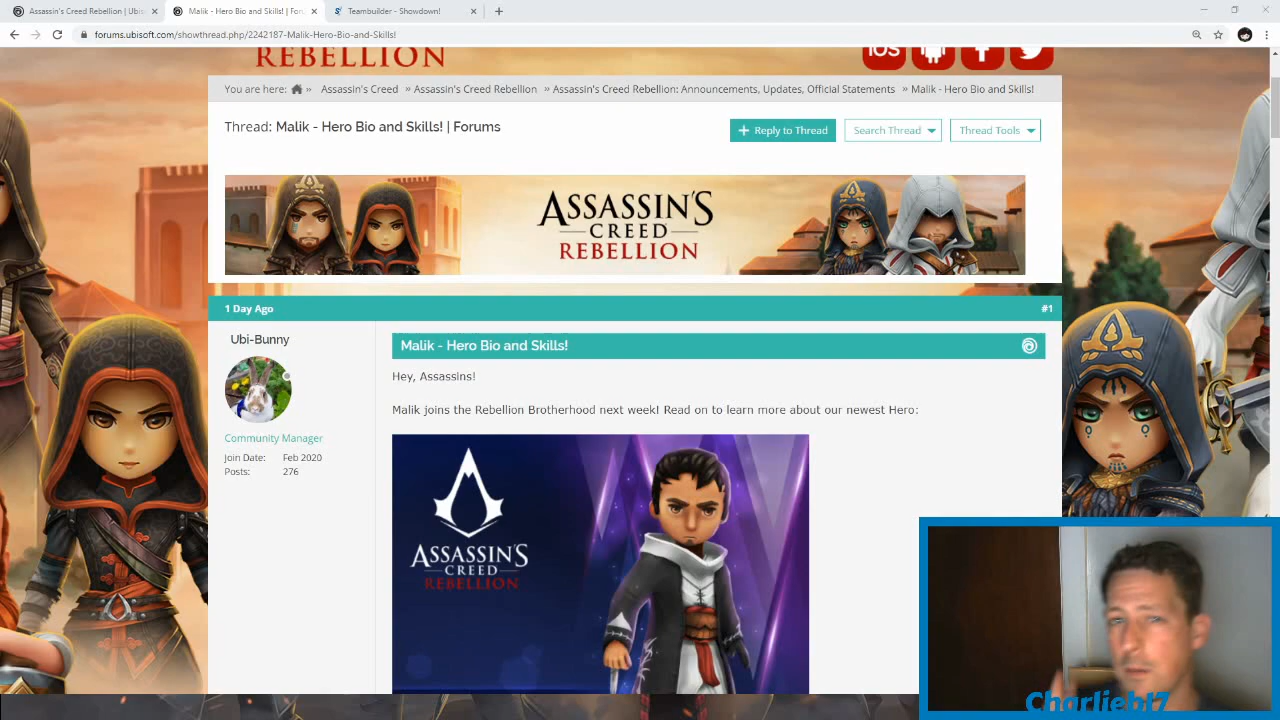 Assassin's Creed Rebellion | Ubi
Malik - Hero Bio and Skills! | For
Teambuilder - Showdown!
forums.ubisoft.com/showthread.php/2242187-Malik-Hero-Bio-and-Skills!
REBELLION
iOS
You are here: » Assassin's Creed » Assassin's Creed Rebellion » Assassin's Creed Rebellion: Announcements, Updates, Official Statements » Malik - Hero Bio and Skills!
Thread: Malik - Hero Bio and Skills! | Forums
+ Reply to Thread
Search Thread
Thread Tools
ASSASSIN'S
CREED
REBELLION
1 Day Ago
#1
Ubi-Bunny
Community Manager
Join Date: Feb 2020
Posts: 276
Malik - Hero Bio and Skills!
Hey, Assassins!
Malik joins the Rebellion Brotherhood next week! Read on to learn more about our newest Hero:
ASSASSIN'S
CREED
REBELLION
Charlieb17